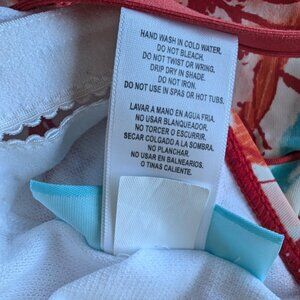 HAND WASH IN COLD WATER.
DO NOT BLEACH.
DO NOT TWIST OR WRING.
DRIP DRY IN SHADE.
DO NOT IRON.
DO NOT USE IN SPAS OR HOT TUBS.
LAVAR A MANO EN AGUA FRIA.
NO USAR BLANQUEADOR.
NO TORCER O ESCURRIR.
SECAR COLGADO A LA SOMBRA.
NO PLANCHAR.
NO USAR EN BALNEARIOS.
O TINAS CALIENTE.